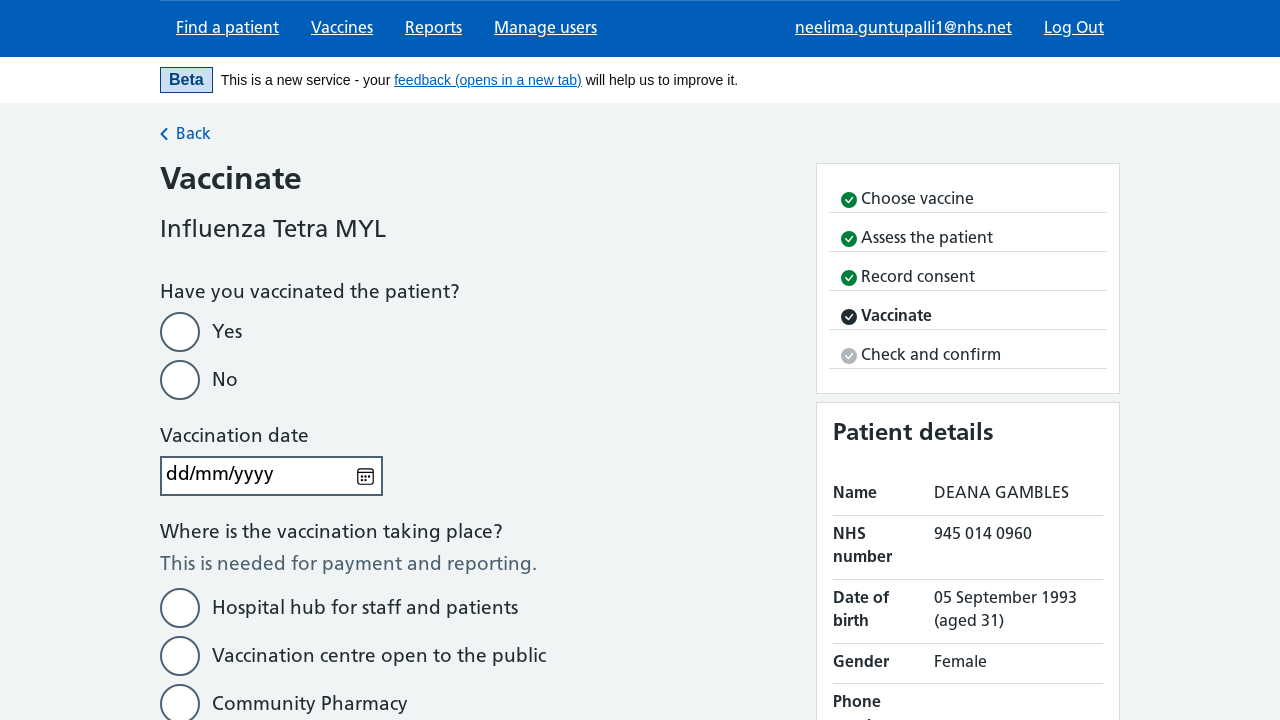 Find a patient
Vaccines
Reports
Manage users
neelima.guntupalli1@nhs.net
Log Out
Beta
This is a new service - your feedback (opens in a new tab) will help us to improve it.
Back
Vaccinate
Influenza Tetra MYL
Have you vaccinated the patient?
Yes
No
Vaccination date
dd/mm/yyyy
Where is the vaccination taking place?
This is needed for payment and reporting.
Hospital hub for staff and patients
Vaccination centre open to the public
Community Pharmacy
Choose vaccine
Assess the patient
Record consent
Vaccinate
Check and confirm
Patient details
Name DEANA GAMBLES
NHS number 945 014 0960
Date of birth 05 September 1993 (aged 31)
Gender Female
Phone